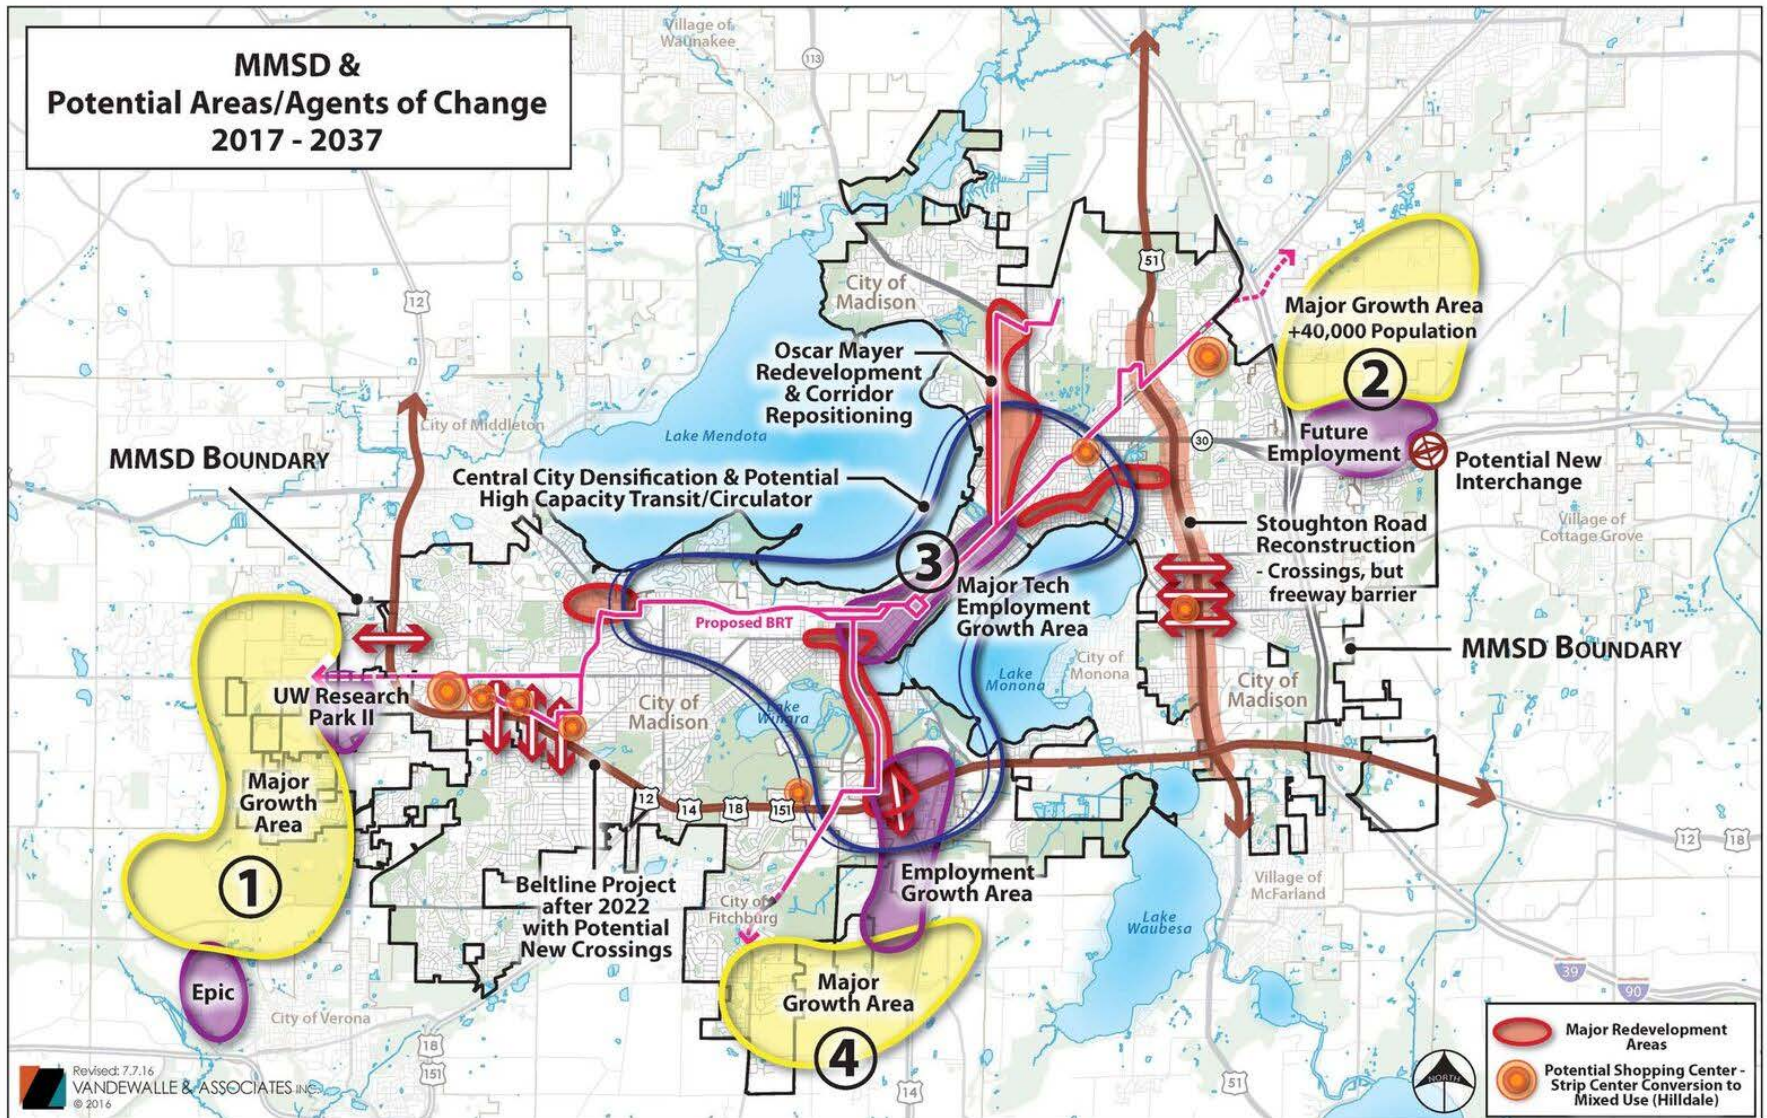 MMSD &
Potential Areas/Agents of Change
2017 - 2037
Village of
Waunakee
113
51
12
City of
Madison
Major Growth Area
+40,000 Population
2
Oscar Mayer
Redevelopment
& Corridor
Repositioning
City of Middleton
Lake Mendota
MMSD BOUNDARY
30
Future
Employment
Potential New
Interchange
Central City Densification & Potential
High Capacity Transit/Circulator
Village of
Cottage Grove
Stoughton Road
Reconstruction
- Crossings, but
freeway barrier
3
Major Tech
Employment
Growth Area
Proposed BRT
MMSD BOUNDARY
City of
Monona
Lake
Monona
City of
Madison
UW Research
Park II
City of
Madison
Lake
Wingra
Major
Growth
Area
1
12
14
18
151
12
18
Beltline Project
after 2022
with Potential
New Crossings
City of
Fitchburg
Employment
Growth Area
Village of
McFarland
Lake
Waubesa
Epic
City of Verona
Major
Growth Area
4
39
90
18
151
14
51
NORTH
Major Redevelopment
Areas
Potential Shopping Center -
Strip Center Conversion to
Mixed Use (Hilldale)
Revised: 7.7.16
VANDEWALLE & ASSOCIATES INC.
© 2016